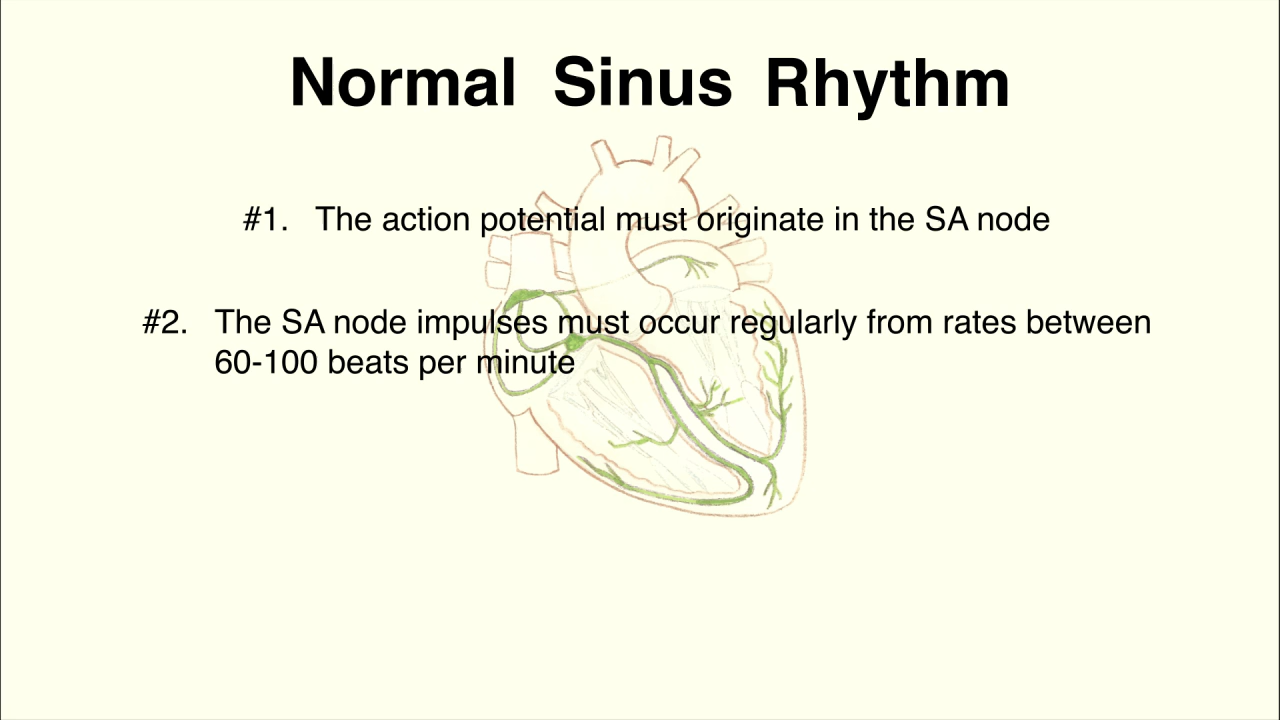 Normal Sinus Rhythm
#1. The action potential must originate in the SA node
#2. The SA node impulses must occur regularly from rates between
60-100 beats per minute